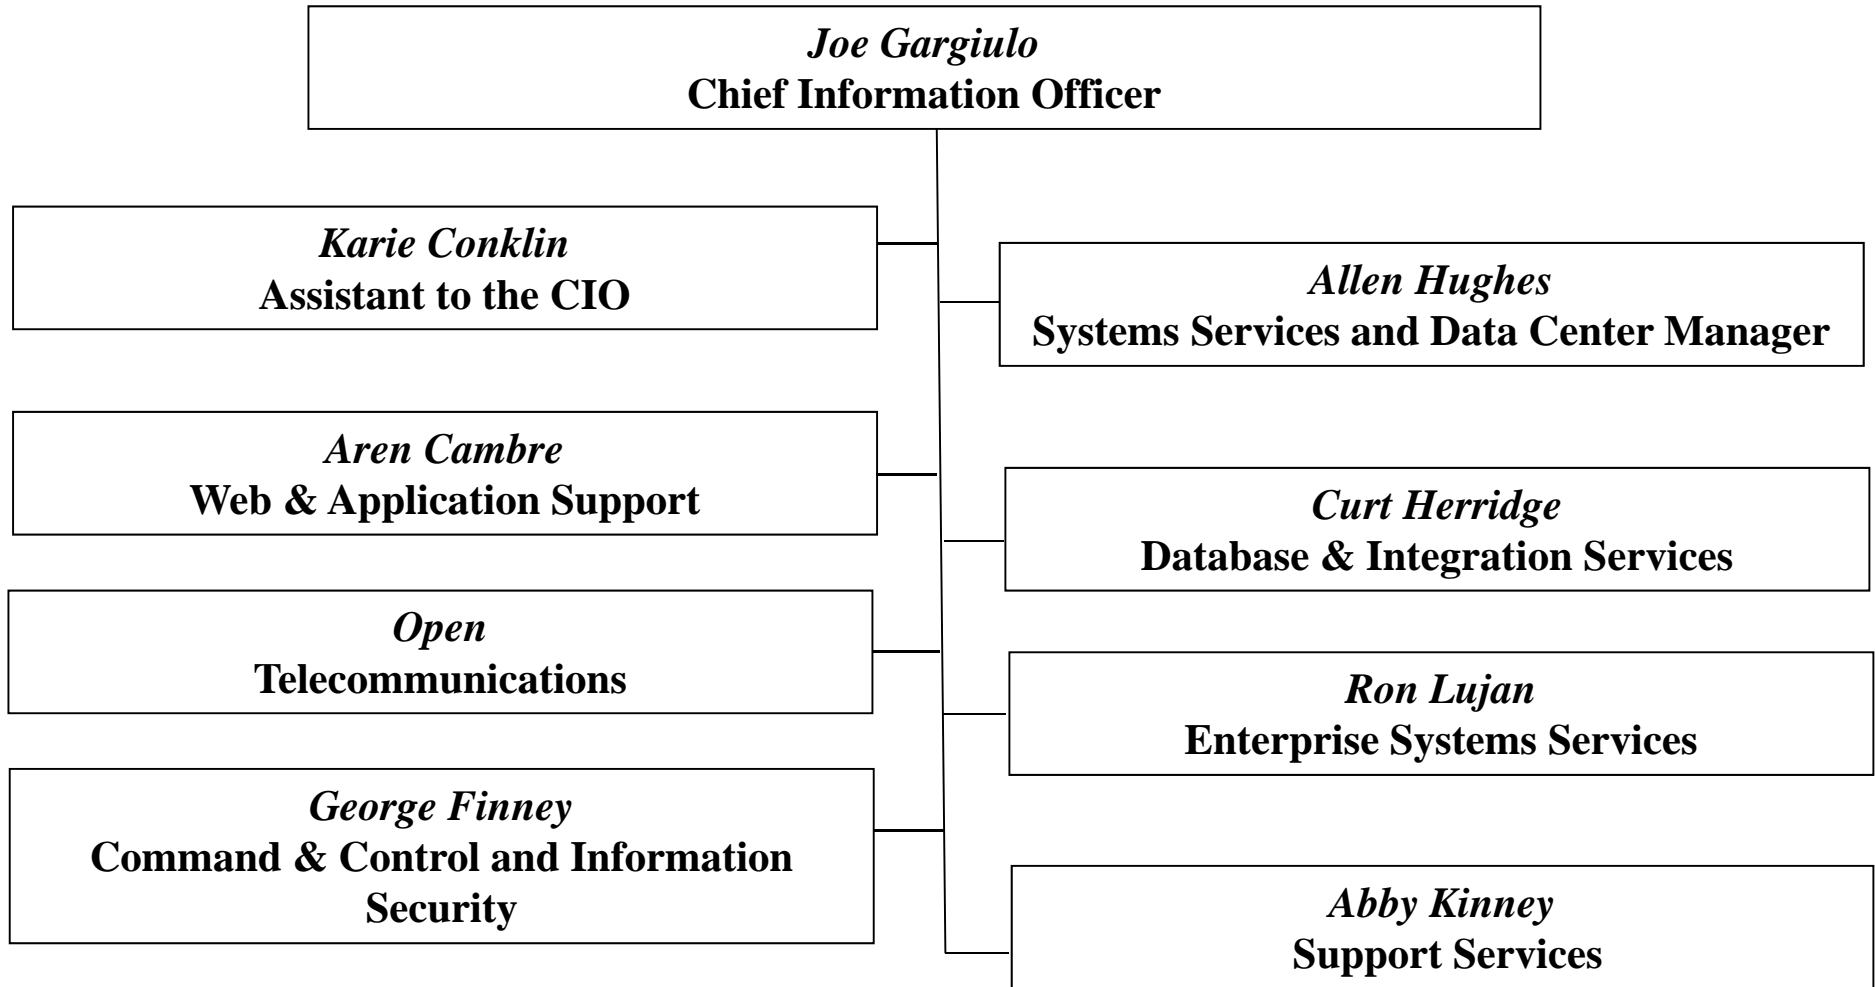 Joe Gargiulo
Chief Information Officer
Karie Conklin
Assistant to the CIO
Allen Hughes
Systems Services and Data Center Manager
Aren Cambre
Web & Application Support
Curt Herridge
Database & Integration Services
Open
Telecommunications
Ron Lujan
Enterprise Systems Services
George Finney
Command & Control and Information
Security
Abby Kinney
Support Services